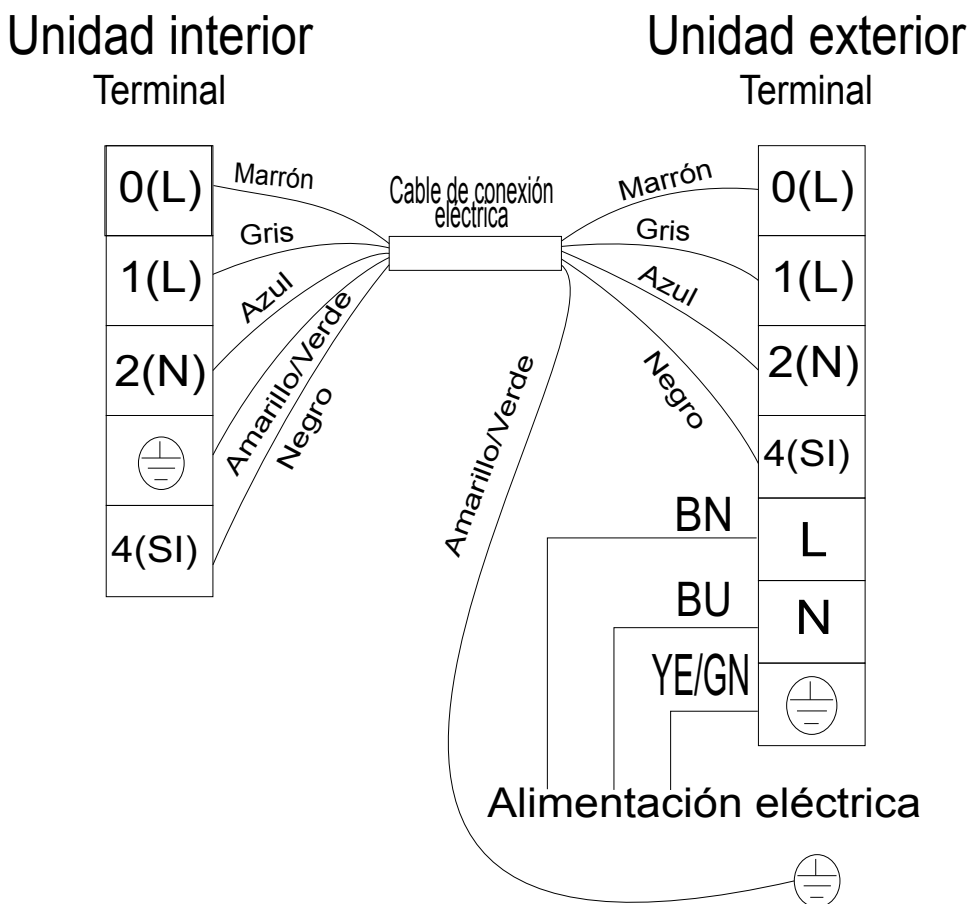 Unidad interior
Terminal
Unidad exterior
Terminal
0(L)
1(L)
2(N)
4(SI)
Marrón
Gris
Azul
Amarillo/Verde
Negro
Cable de conexión
eléctrica
Marrón
Gris
Azul
Negro
Amarillo/Verde
0(L)
1(L)
2(N)
4(SI)
L
N
BN
BU
YE/GN
Alimentación eléctrica